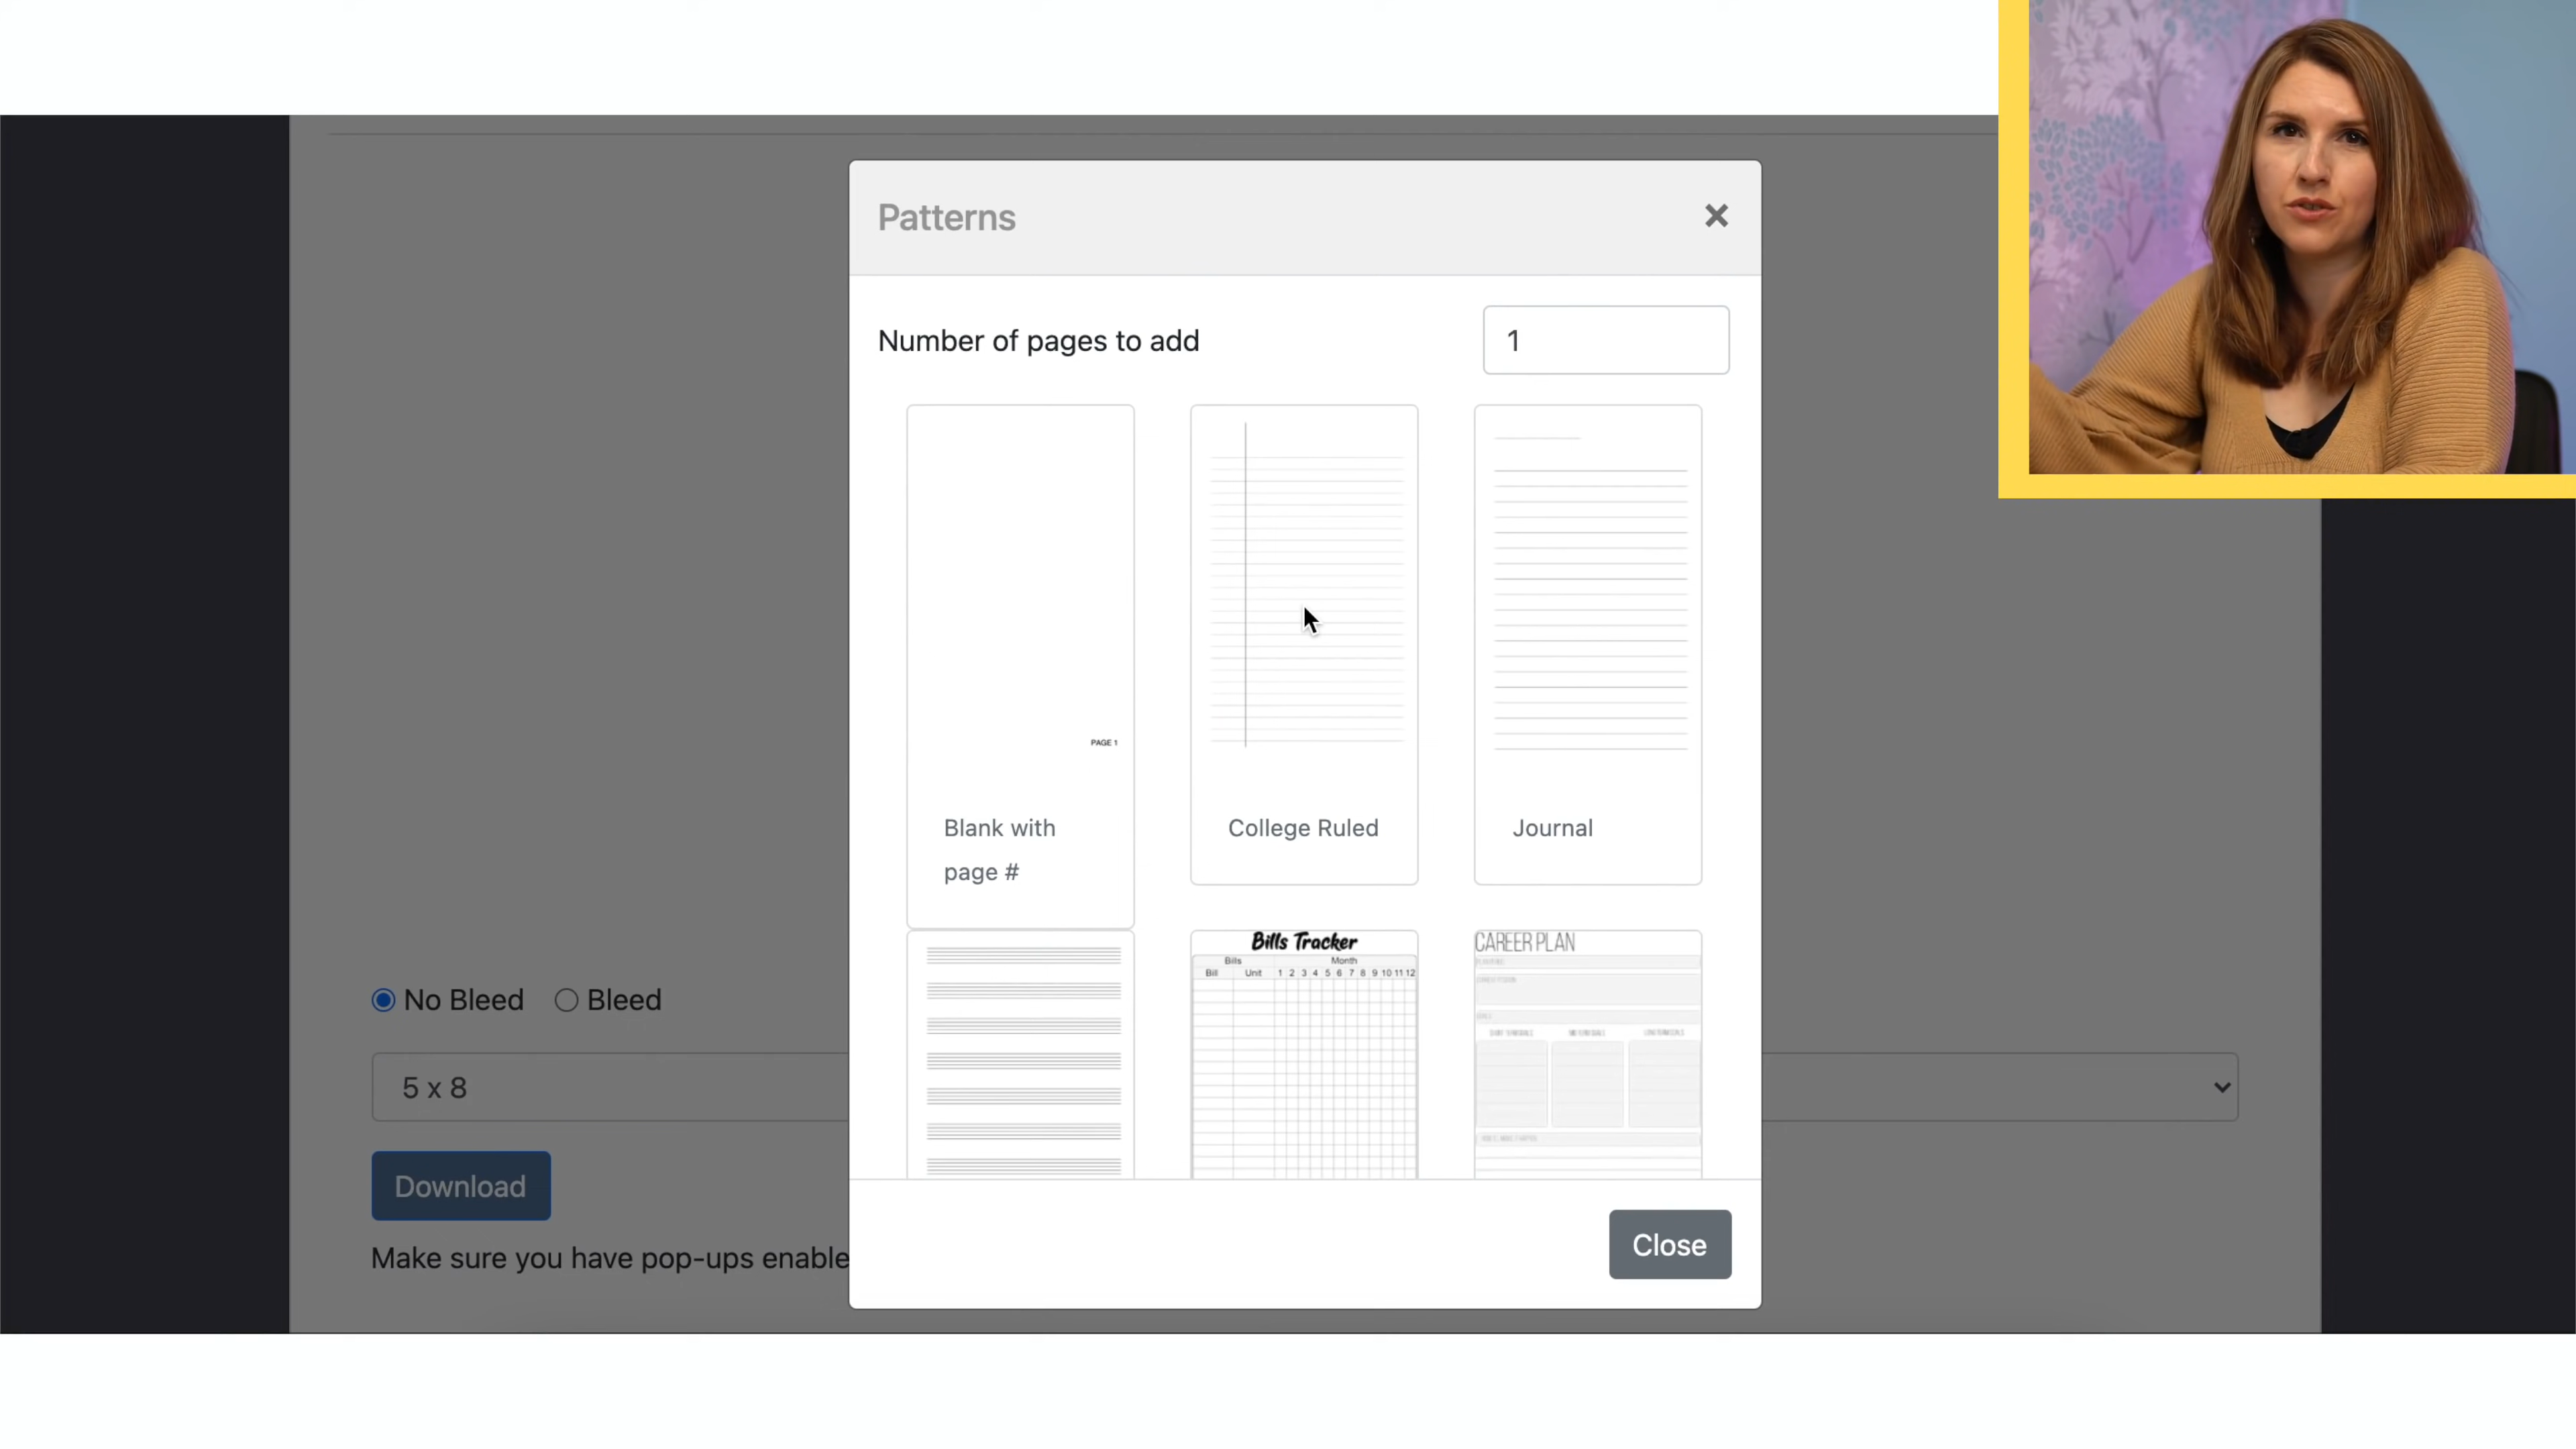 Patterns
Number of pages to add
1
PAGE 1
Blank with
page #
College Ruled
Journal
Bills Tracker
Bills Month
Bill Unit 1 2 3 4 5 6 7 8 9 10 11 12
CAREER PLAN
No Bleed Bleed
5 x 8
Download
Make sure you have pop-ups enable
Close